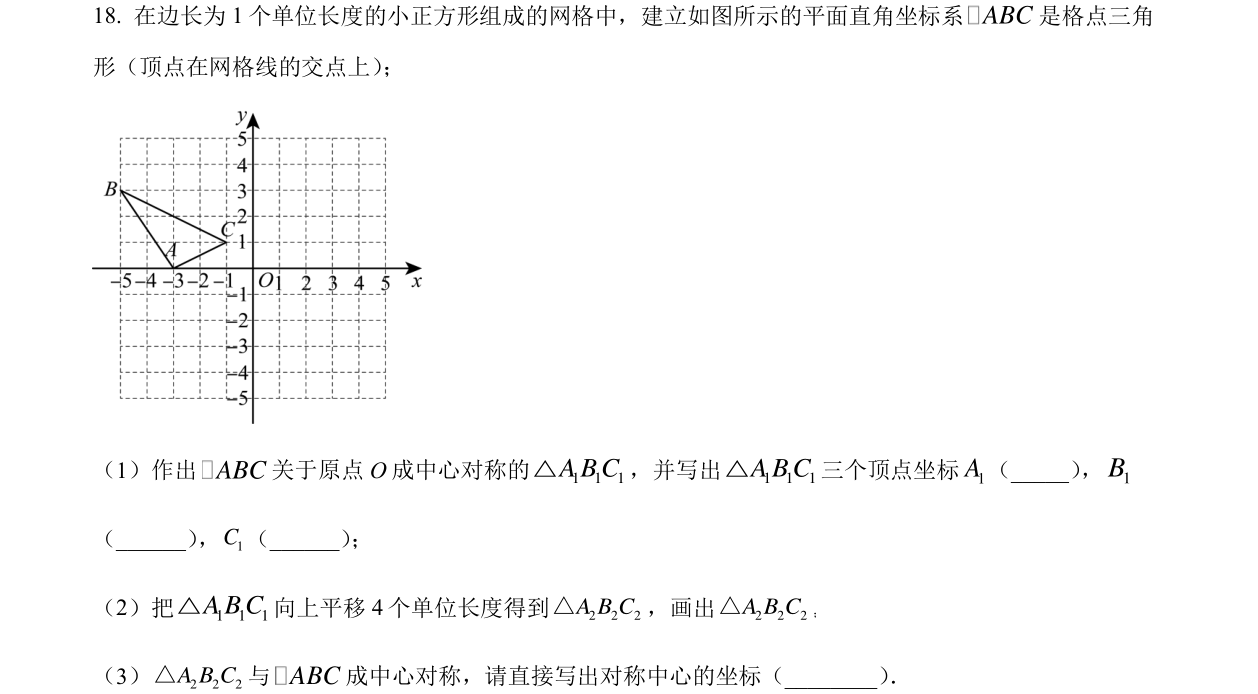 18. 在边长为 1 个单位长度的小正方形组成的网格中，建立如图所示的平面直角坐标系□ABC 是格点三角
形（顶点在网格线的交点上）；
y
5
4
B 3
C 2
A 1
−5 −4 −3 −2 −1 O 1 2 3 4 5 x
−1
−2
−3
−4
−5
（1）作出□ABC 关于原点 O 成中心对称的△A₁B₁C₁，并写出△A₁B₁C₁ 三个顶点坐标 A₁（_____），B₁
（______），C₁（______）；
（2）把△A₁B₁C₁ 向上平移 4 个单位长度得到△A₂B₂C₂，画出△A₂B₂C₂；
（3）△A₂B₂C₂ 与□ABC 成中心对称，请直接写出对称中心的坐标（________）．